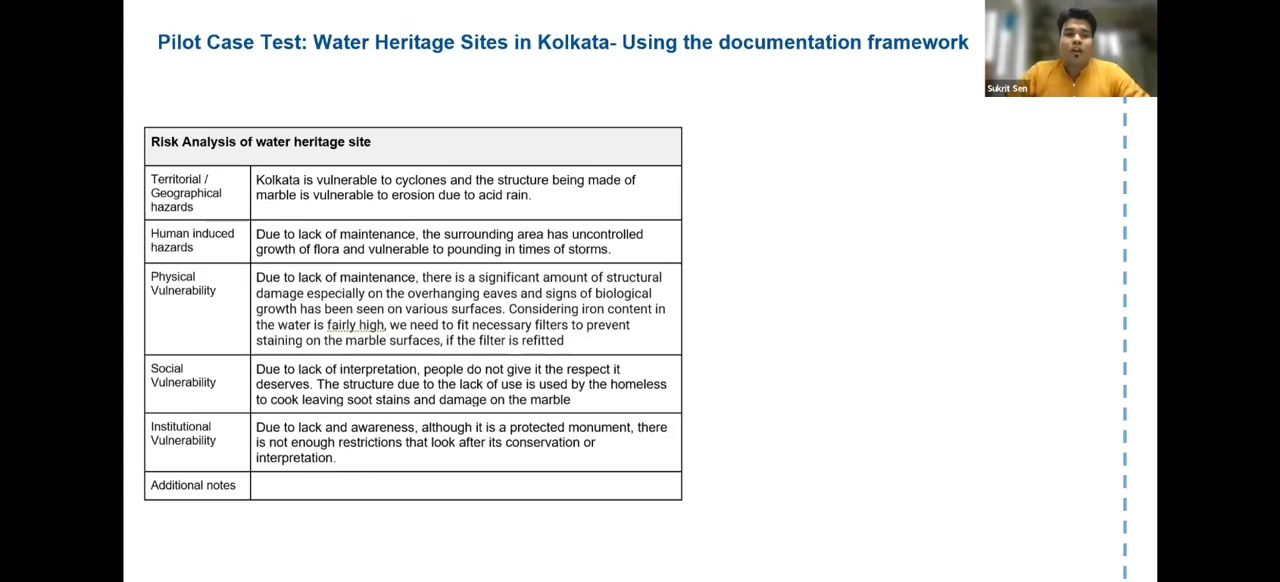 Pilot Case Test: Water Heritage Sites in Kolkata- Using the documentation framework
Sukrit Sen
Risk Analysis of water heritage site
Territorial /
Geographical
hazards
Kolkata is vulnerable to cyclones and the structure being made of
marble is vulnerable to erosion due to acid rain.
Human induced
hazards
Due to lack of maintenance, the surrounding area has uncontrolled
growth of flora and vulnerable to pounding in times of storms.
Physical
Vulnerability
Due to lack of maintenance, there is a significant amount of structural
damage especially on the overhanging eaves and signs of biological
growth has been seen on various surfaces. Considering iron content in
the water is fairly high, we need to fit necessary filters to prevent
staining on the marble surfaces, if the filter is refitted
Social
Vulnerability
Due to lack of interpretation, people do not give it the respect it
deserves. The structure due to the lack of use is used by the homeless
to cook leaving soot stains and damage on the marble
Institutional
Vulnerability
Due to lack and awareness, although it is a protected monument, there
is not enough restrictions that look after its conservation or
interpretation.
Additional notes